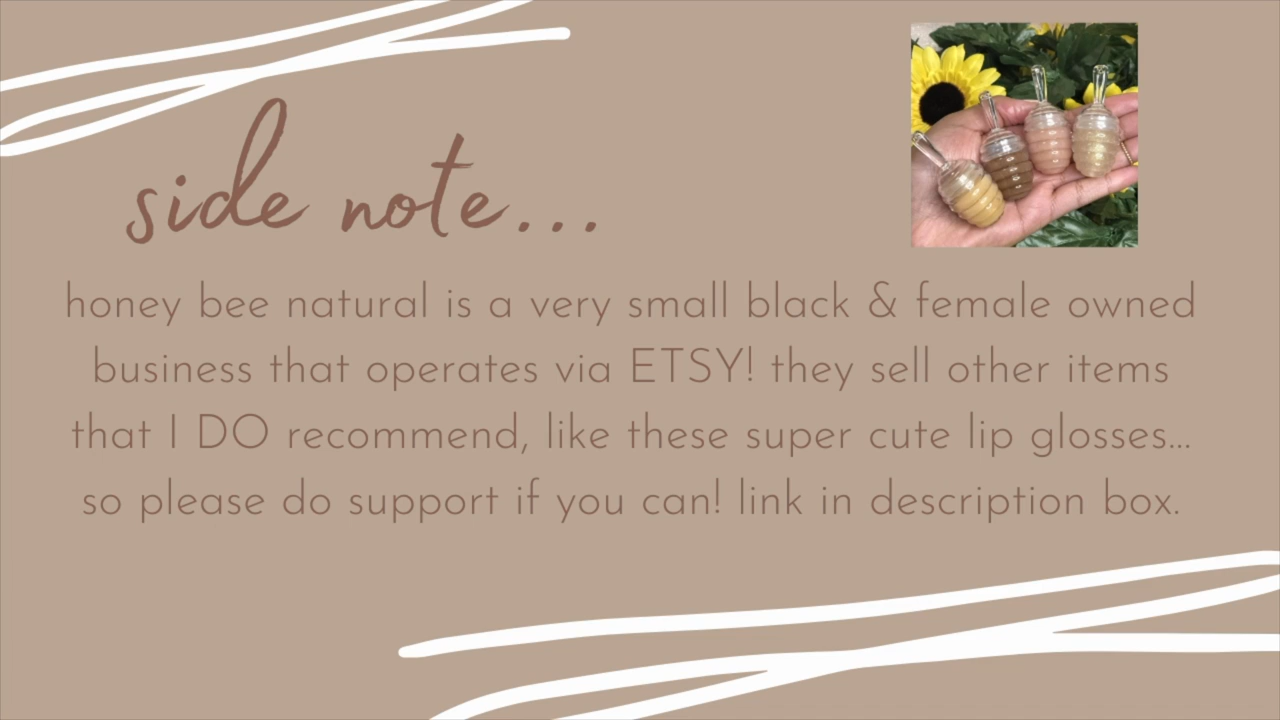 side note...
honey bee natural is a very small black & female owned
business that operates via ETSY! they sell other items
that I DO recommend, like these super cute lip glosses...
so please do support if you can! link in description box.